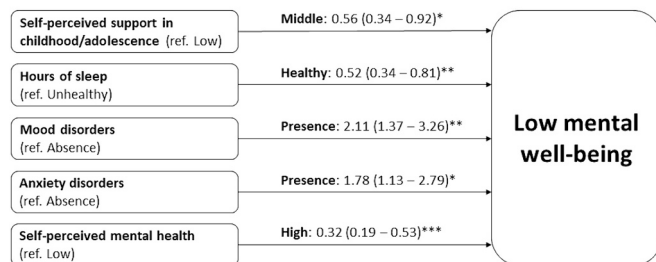 Self-perceived support in
childhood/adolescence (ref. Low)
Middle: 0.56 (0.34 – 0.92)*
Hours of sleep
(ref. Unhealthy)
Healthy: 0.52 (0.34 – 0.81)**
Mood disorders
(ref. Absence)
Presence: 2.11 (1.37 – 3.26)**
Anxiety disorders
(ref. Absence)
Presence: 1.78 (1.13 – 2.79)*
Self-perceived mental health
(ref. Low)
High: 0.32 (0.19 – 0.53)***
Low mental
well-being